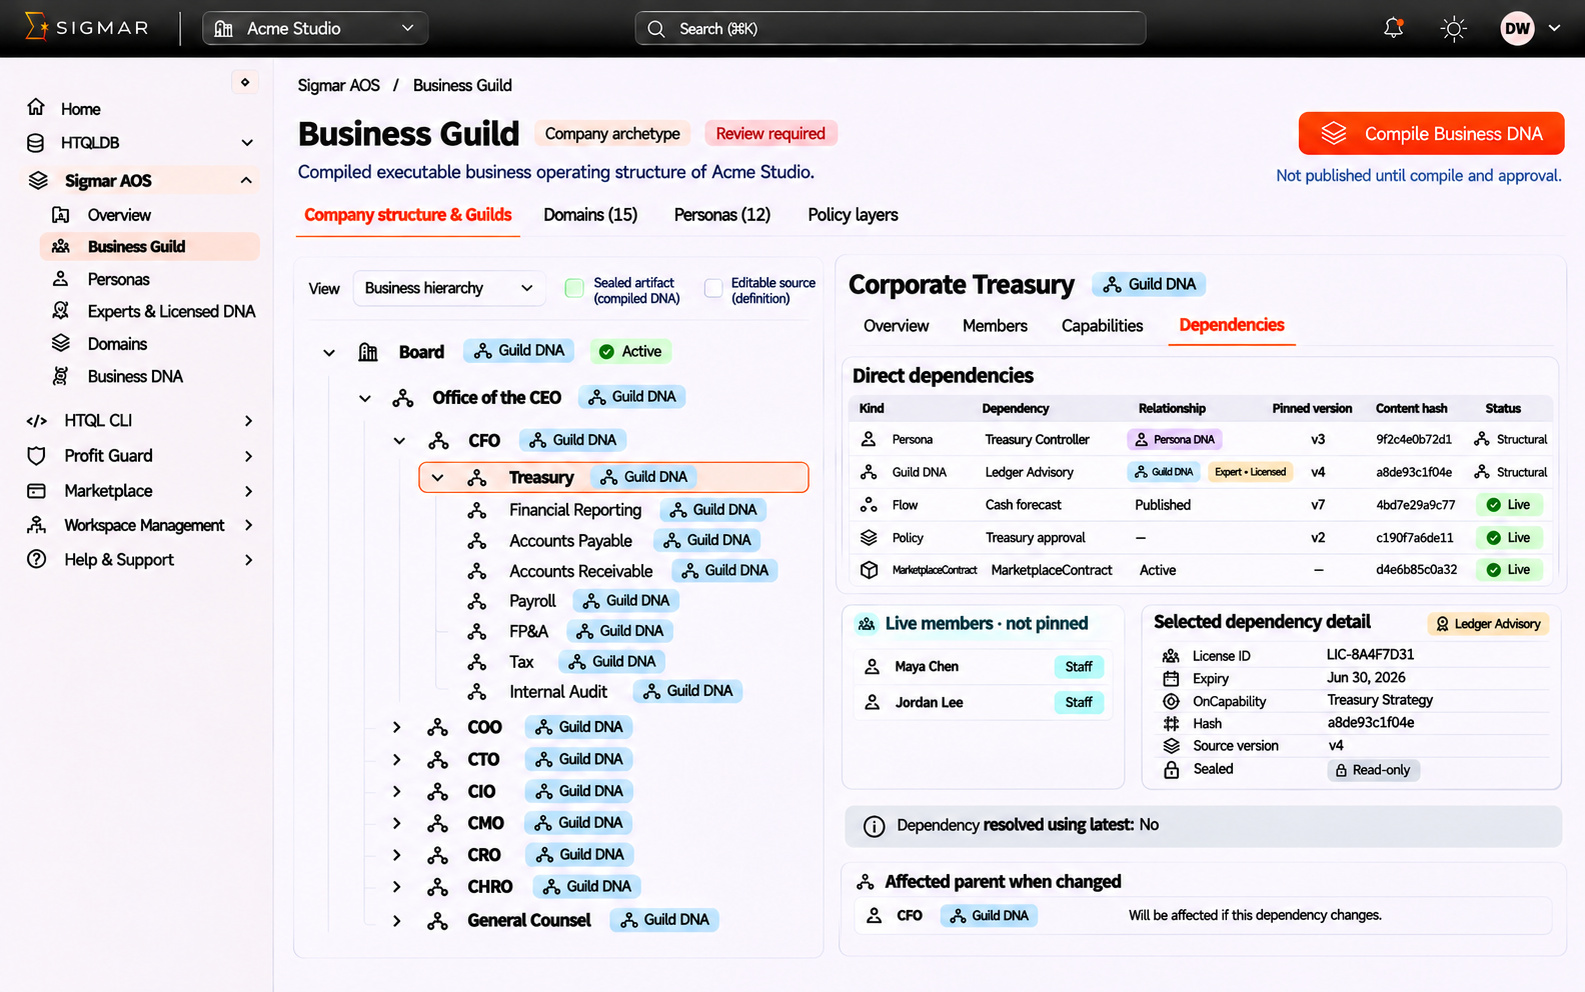 SIGMAR
Acme Studio
Search (⌘K)
DW
Home
HTQLDB
Sigmar AOS
Overview
Business Guild
Personas
Experts & Licensed DNA
Domains
Business DNA
HTQL CLI
Profit Guard
Marketplace
Workspace Management
Help & Support
Sigmar AOS / Business Guild
Business Guild Company archetype Review required
Compiled executable business operating structure of Acme Studio.
Compile Business DNA
Not published until compile and approval.
Company structure & Guilds Domains (15) Personas (12) Policy layers
View Business hierarchy
Sealed artifact
(compiled DNA)
Editable source
(definition)
Board Guild DNA Active
Office of the CEO Guild DNA
CFO Guild DNA
Treasury Guild DNA
Financial Reporting Guild DNA
Accounts Payable Guild DNA
Accounts Receivable Guild DNA
Payroll Guild DNA
FP&A Guild DNA
Tax Guild DNA
Internal Audit Guild DNA
COO Guild DNA
CTO Guild DNA
CIO Guild DNA
CMO Guild DNA
CRO Guild DNA
CHRO Guild DNA
General Counsel Guild DNA
Corporate Treasury Guild DNA
Overview Members Capabilities Dependencies
Direct dependencies
Kind Dependency Relationship Pinned version Content hash Status
Persona Treasury Controller Persona DNA v3 9f2c4e0b72d1 Structural
Guild DNA Ledger Advisory Guild DNA Expert • Licensed v4 a8de93c1f04e Structural
Flow Cash forecast Published v7 4bd7e29a9c77 Live
Policy Treasury approval — v2 c190f7a6de11 Live
MarketplaceContract MarketplaceContract Active — d4e6b85c0a32 Live
Live members · not pinned
Maya Chen Staff
Jordan Lee Staff
Selected dependency detail Ledger Advisory
License ID LIC-8A4F7D31
Expiry Jun 30, 2026
OnCapability Treasury Strategy
Hash a8de93c1f04e
Source version v4
Sealed Read-only
Dependency resolved using latest: No
Affected parent when changed
CFO Guild DNA Will be affected if this dependency changes.